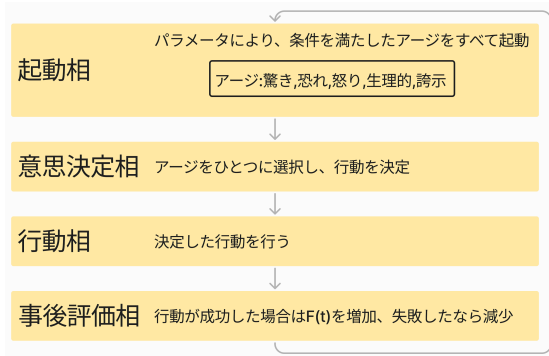 パラメータにより、条件を満たしたアージをすべて起動
起動相
アージ:驚き,恐れ,怒り,生理的,誇示
意思決定相
アージをひとつに選択し、行動を決定
行動相
決定した行動を行う
事後評価相
行動が成功した場合はF(t)を増加、失敗したなら減少